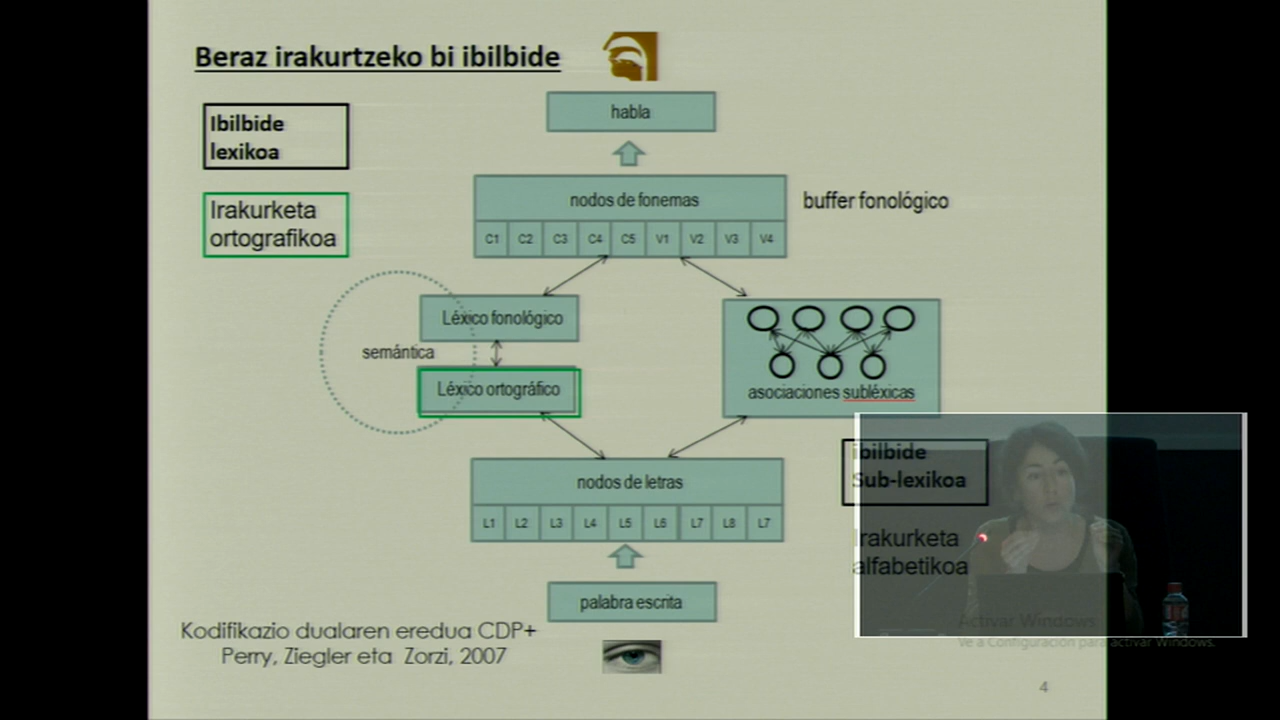 Beraz irakurtzeko bi ibilbide
Ibilbide
lexikoa
Irakurketa
ortografikoa
habla
nodos de fonemas
C1 C2 C3 C4 C5 V1 V2 V3 V4
buffer fonológico
Léxico fonológico
semántica
Léxico ortográfico
asociaciones subléxicas
ibilbide
Sub-lexikoa
Irakurketa
alfabetikoa
nodos de letras
L1 L2 L3 L4 L5 L6 L7 L8 L7
palabra escrita
Kodifikazio dualaren eredua CDP+
Perry, Ziegler eta Zorzi, 2007
Activar Windows
Ve a Configuración para activar Windows.
4